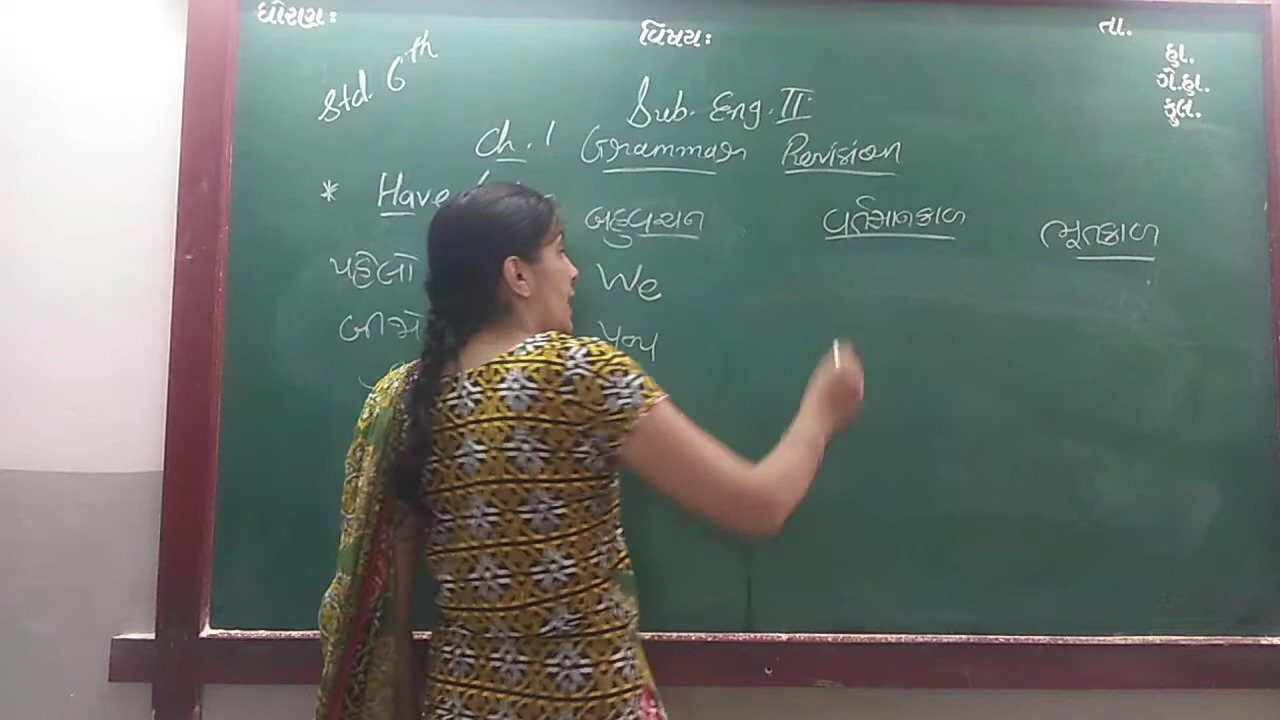 ધોરણ:
વિષય:
તા.
હા.
ગે.હા.
કુલ.
Std. 6th
Sub. Eng. II
Ch. 1 Grammar Revision
* Have
બહુવચન વર્તમાનકાળ ભૂતકાળ
પહેલો We
બીજો